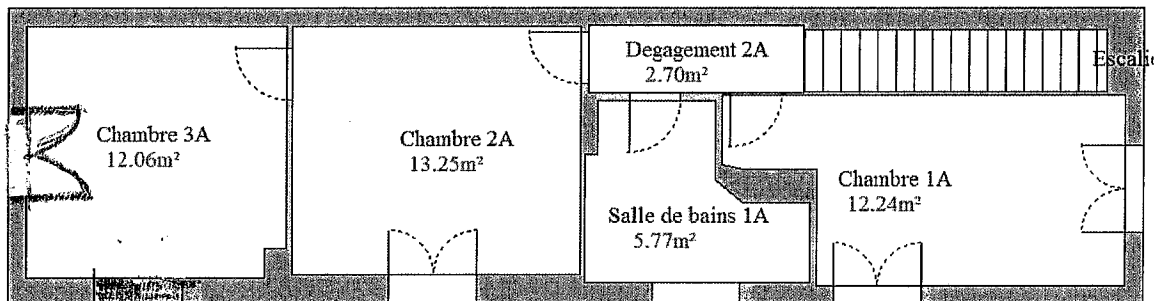 Degagement 2A
2.70m²
Escalie
Chambre 3A
12.06m²
Chambre 2A
13.25m²
Chambre 1A
12.24m²
Salle de bains 1A
5.77m²